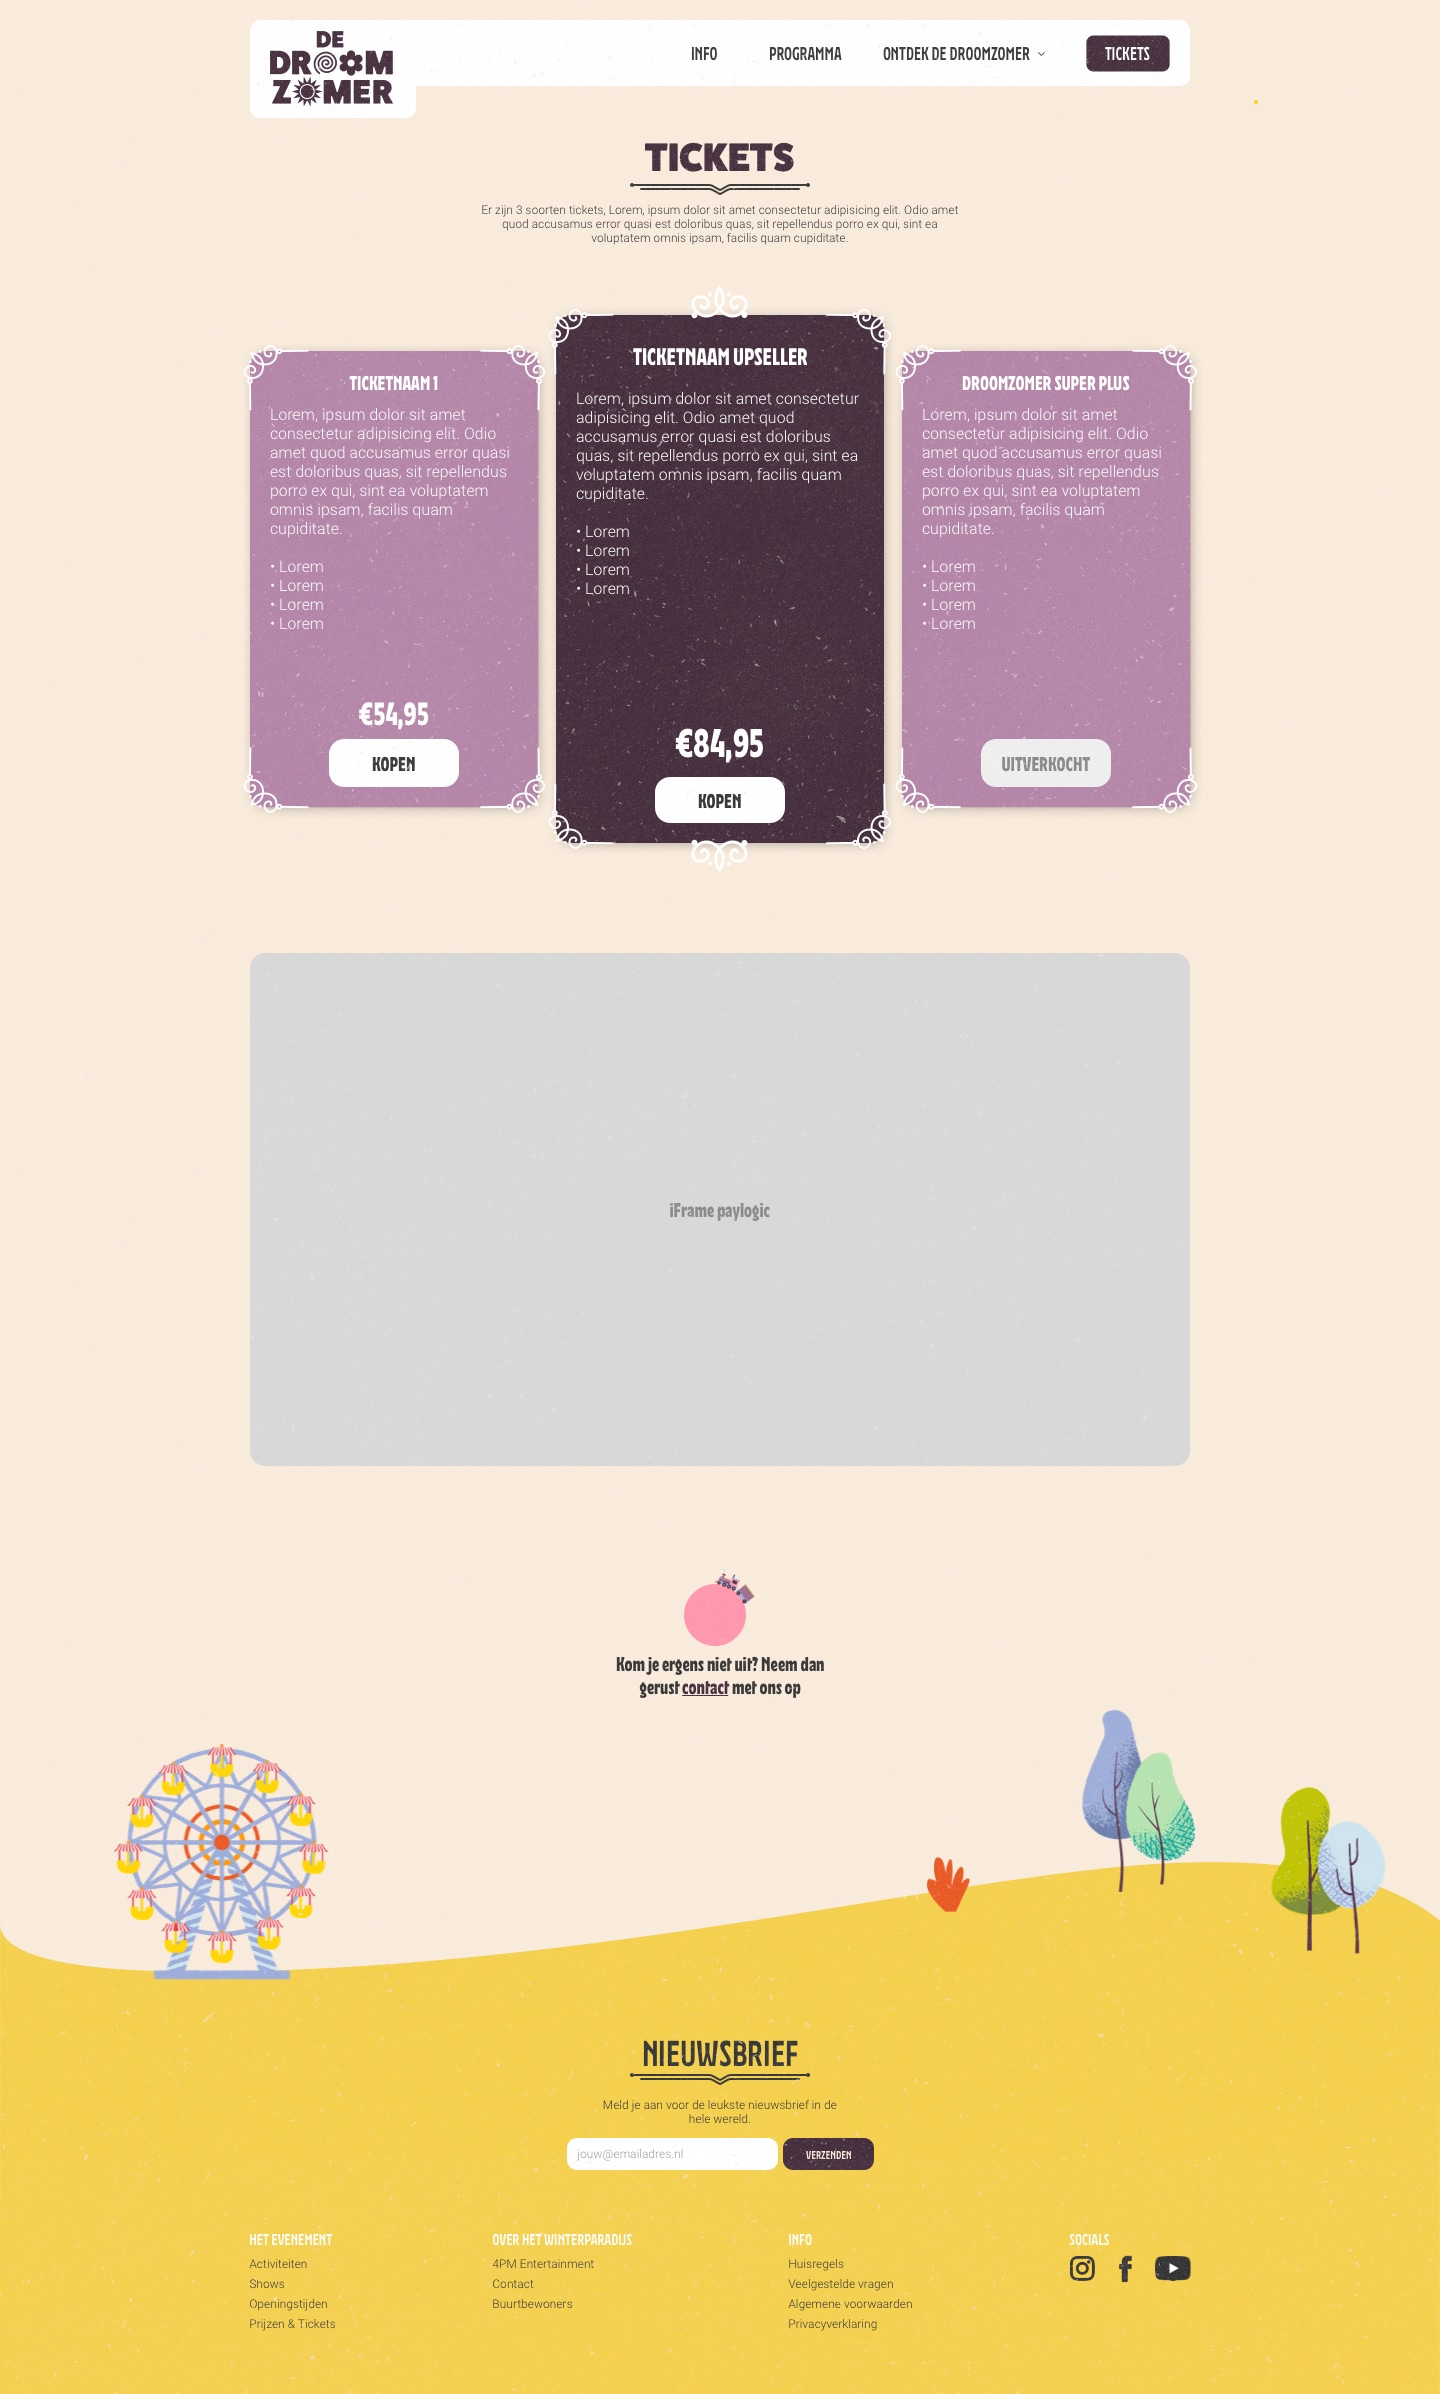 DE
DROOM
ZOMER
INFO PROGRAMMA ONTDEK DE DROOMZOMER TICKETS
TICKETS
Er zijn 3 soorten tickets, Lorem, ipsum dolor sit amet consectetur adipisicing elit. Odio amet
quod accusamus error quasi est doloribus quas, sit repellendus porro ex qui, sint ea
voluptatem omnis ipsam, facilis quam cupiditate.
TICKETNAAM 1
Lorem, ipsum dolor sit amet
consectetur adipisicing elit. Odio
amet quod accusamus error quasi
est doloribus quas, sit repellendus
porro ex qui, sint ea voluptatem
omnis ipsam, facilis quam
cupiditate.
• Lorem
• Lorem
• Lorem
• Lorem
€54,95
KOPEN
TICKETNAAM UPSELLER
Lorem, ipsum dolor sit amet consectetur
adipisicing elit. Odio amet quod
accusamus error quasi est doloribus
quas, sit repellendus porro ex qui, sint ea
voluptatem omnis ipsam, facilis quam
cupiditate.
• Lorem
• Lorem
• Lorem
• Lorem
€84,95
KOPEN
DROOMZOMER SUPER PLUS
Lorem, ipsum dolor sit amet
consectetur adipisicing elit. Odio
amet quod accusamus error quasi
est doloribus quas, sit repellendus
porro ex qui, sint ea voluptatem
omnis ipsam, facilis quam
cupiditate.
• Lorem
• Lorem
• Lorem
• Lorem
UITVERKOCHT
iFrame paylogic
Kom je ergens niet uit? Neem dan
gerust contact met ons op
NIEUWSBRIEF
Meld je aan voor de leukste nieuwsbrief in de
hele wereld.
jouw@emailadres.nl
VERZENDEN
HET EVENEMENT
Activiteiten
Shows
Openingstijden
Prijzen & Tickets
OVER HET WINTERPARADIJS
4PM Entertainment
Contact
Buurtbewoners
INFO
Huisregels
Veelgestelde vragen
Algemene voorwaarden
Privacyverklaring
SOCIALS